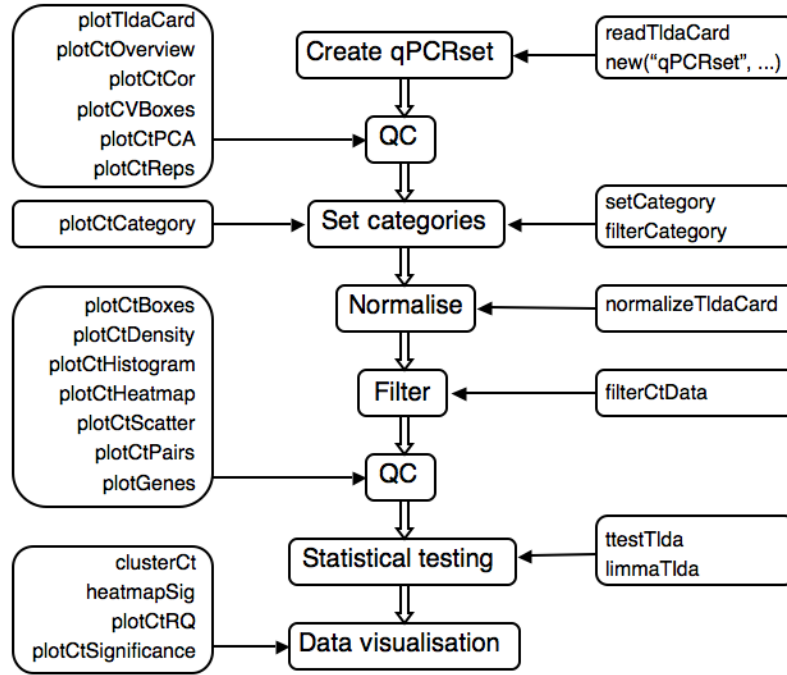 plotTldaCard
plotCtOverview
plotCtCor
plotCVBoxes
plotCtPCA
plotCtReps
Create qPCRset
readTldaCard
new("qPCRset", ...)
QC
plotCtCategory
Set categories
setCategory
filterCategory
plotCtBoxes
plotCtDensity
plotCtHistogram
plotCtHeatmap
plotCtScatter
plotCtPairs
plotGenes
Normalise
normalizeTldaCard
Filter
filterCtData
QC
Statistical testing
ttestTlda
limmaTlda
clusterCt
heatmapSig
plotCtRQ
plotCtSignificance
Data visualisation